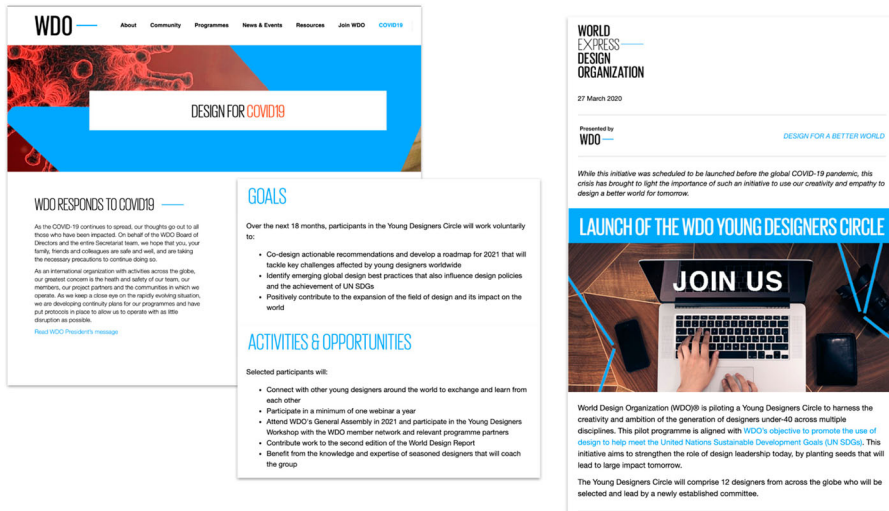 WDO
About Community Programmes News & Events Resources Join WDO COVID19
DESIGN FOR COVID19
WDO RESPONDS TO COVID19
As the COVID-19 continues to spread, our thoughts go out to all
those who have been impacted. On behalf of the WDO Board of
Directors and the entire Secretariat team, we hope that you, your
family, friends and colleagues are safe and well, and are taking
the necessary precautions to continue doing so.
As an international organization with activities across the globe,
our greatest concern is the heath and safety of our team, our
members, our project partners and the communities in which we
operate. As we keep a close eye on the rapidly evolving situation,
we are developing continuity plans for our programmes and have
put protocols in place to allow us to operate with as little
disruption as possible.
Read WDO President's message
GOALS
Over the next 18 months, participants in the Young Designers Circle will work voluntarily
to:
• Co-design actionable recommendations and develop a roadmap for 2021 that will
tackle key challenges affected by young designers worldwide
• Identify emerging global design best practices that also influence design policies
and the achievement of UN SDGs
• Positively contribute to the expansion of the field of design and its impact on the
world
ACTIVITIES & OPPORTUNITIES
Selected participants will:
• Connect with other young designers around the world to exchange and learn from
each other
• Participate in a minimum of one webinar a year
• Attend WDO's General Assembly in 2021 and participate in the Young Designers
Workshop with the WDO member network and relevant programme partners
• Contribute work to the second edition of the World Design Report
• Benefit from the knowledge and expertise of seasoned designers that will coach
the group
WORLD
EXPRESS
DESIGN
ORGANIZATION
27 March 2020
Presented by
WDO
DESIGN FOR A BETTER WORLD
While this initiative was scheduled to be launched before the global COVID-19 pandemic, this
crisis has brought to light the importance of such an initiative to use our creativity and empathy to
design a better world for tomorrow.
LAUNCH OF THE WDO YOUNG DESIGNERS CIRCLE
JOIN US
World Design Organization (WDO)® is piloting a Young Designers Circle to harness the
creativity and ambition of the generation of designers under-40 across multiple
disciplines. This pilot programme is aligned with WDO's objective to promote the use of
design to help meet the United Nations Sustainable Development Goals (UN SDGs). This
initiative aims to strengthen the role of design leadership today, by planting seeds that will
lead to large impact tomorrow.
The Young Designers Circle will comprise 12 designers from across the globe who will be
selected and lead by a newly established committee.